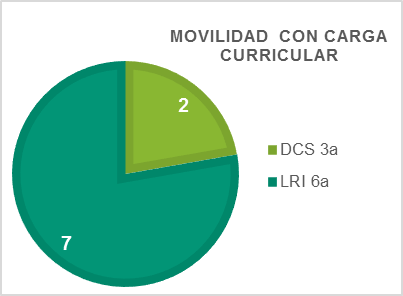 MOVILIDAD CON CARGA
CURRICULAR
2
DCS 3a
LRI 6a
7